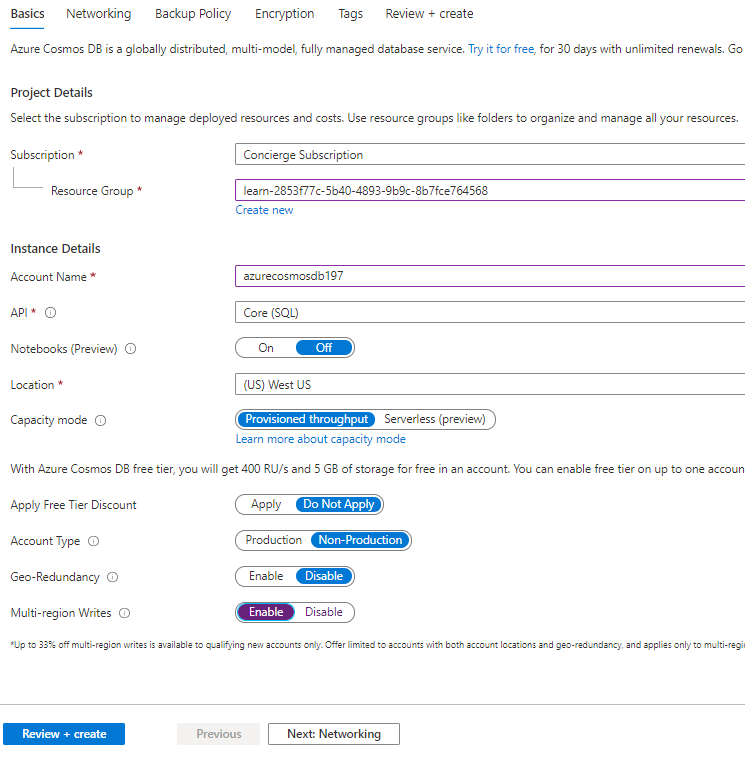 Basics Networking Backup Policy Encryption Tags Review + create
Azure Cosmos DB is a globally distributed, multi-model, fully managed database service. Try it for free, for 30 days with unlimited renewals. Go
Project Details
Select the subscription to manage deployed resources and costs. Use resource groups like folders to organize and manage all your resources.
Subscription * Concierge Subscription
Resource Group * learn-2853f77c-5b40-4893-9b9c-8b7fce764568
Create new
Instance Details
Account Name * azurecosmosdb197
API * Core (SQL)
Notebooks (Preview) On Off
Location * (US) West US
Capacity mode Provisioned throughput Serverless (preview)
Learn more about capacity mode
With Azure Cosmos DB free tier, you will get 400 RU/s and 5 GB of storage for free in an account. You can enable free tier on up to one accoun
Apply Free Tier Discount Apply Do Not Apply
Account Type Production Non-Production
Geo-Redundancy Enable Disable
Multi-region Writes Enable Disable
*Up to 33% off multi-region writes is available to qualifying new accounts only. Offer limited to accounts with both account locations and geo-redundancy, and applies only to multi-regi
Review + create Previous Next: Networking